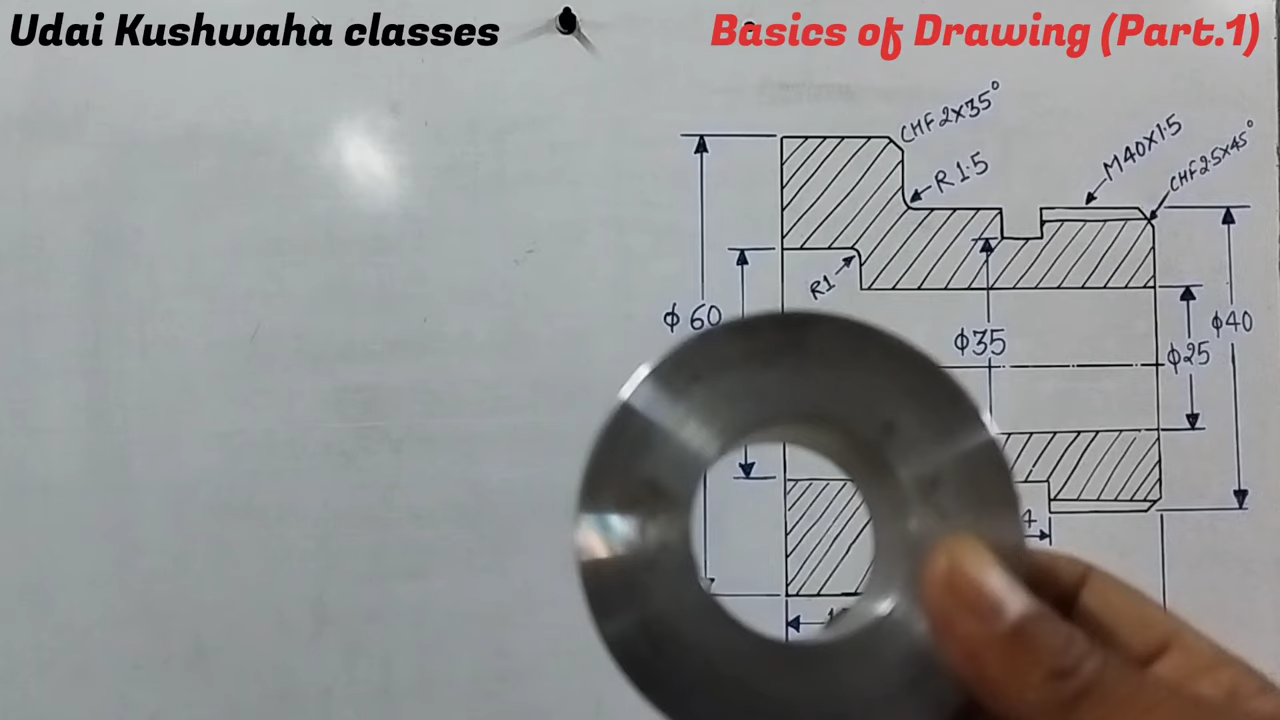 Udai Kushwaha classes
Basics of Drawing (Part.1)
CHF 2X35°
R 1.5
M40X1.5
CHF 2.5X45°
R1
ϕ 60
ϕ35
ϕ25
ϕ40
4